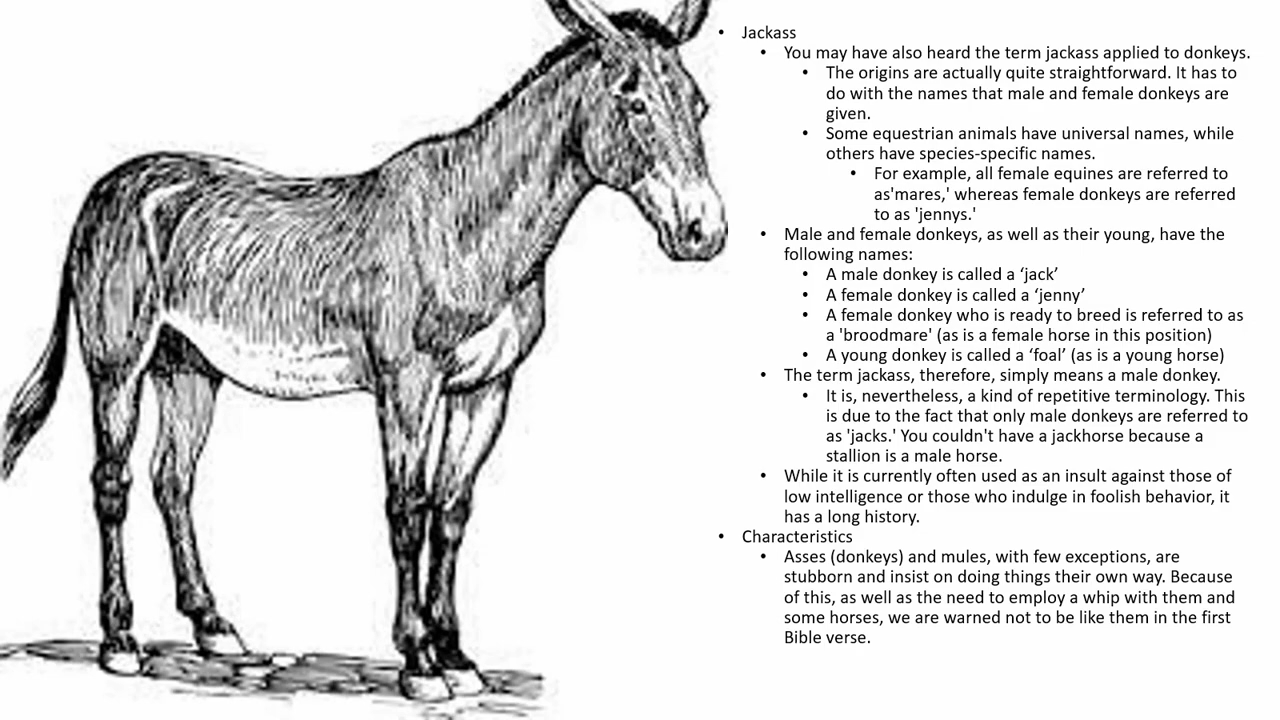 • Jackass
• You may have also heard the term jackass applied to donkeys.
• The origins are actually quite straightforward. It has to
do with the names that male and female donkeys are
given.
• Some equestrian animals have universal names, while
others have species-specific names.
• For example, all female equines are referred to
as'mares,' whereas female donkeys are referred
to as 'jennys.'
• Male and female donkeys, as well as their young, have the
following names:
• A male donkey is called a ‘jack’
• A female donkey is called a ‘jenny’
• A female donkey who is ready to breed is referred to as
a 'broodmare' (as is a female horse in this position)
• A young donkey is called a ‘foal’ (as is a young horse)
• The term jackass, therefore, simply means a male donkey.
• It is, nevertheless, a kind of repetitive terminology. This
is due to the fact that only male donkeys are referred to
as 'jacks.' You couldn't have a jackhorse because a
stallion is a male horse.
• While it is currently often used as an insult against those of
low intelligence or those who indulge in foolish behavior, it
has a long history.
• Characteristics
• Asses (donkeys) and mules, with few exceptions, are
stubborn and insist on doing things their own way. Because
of this, as well as the need to employ a whip with them and
some horses, we are warned not to be like them in the first
Bible verse.